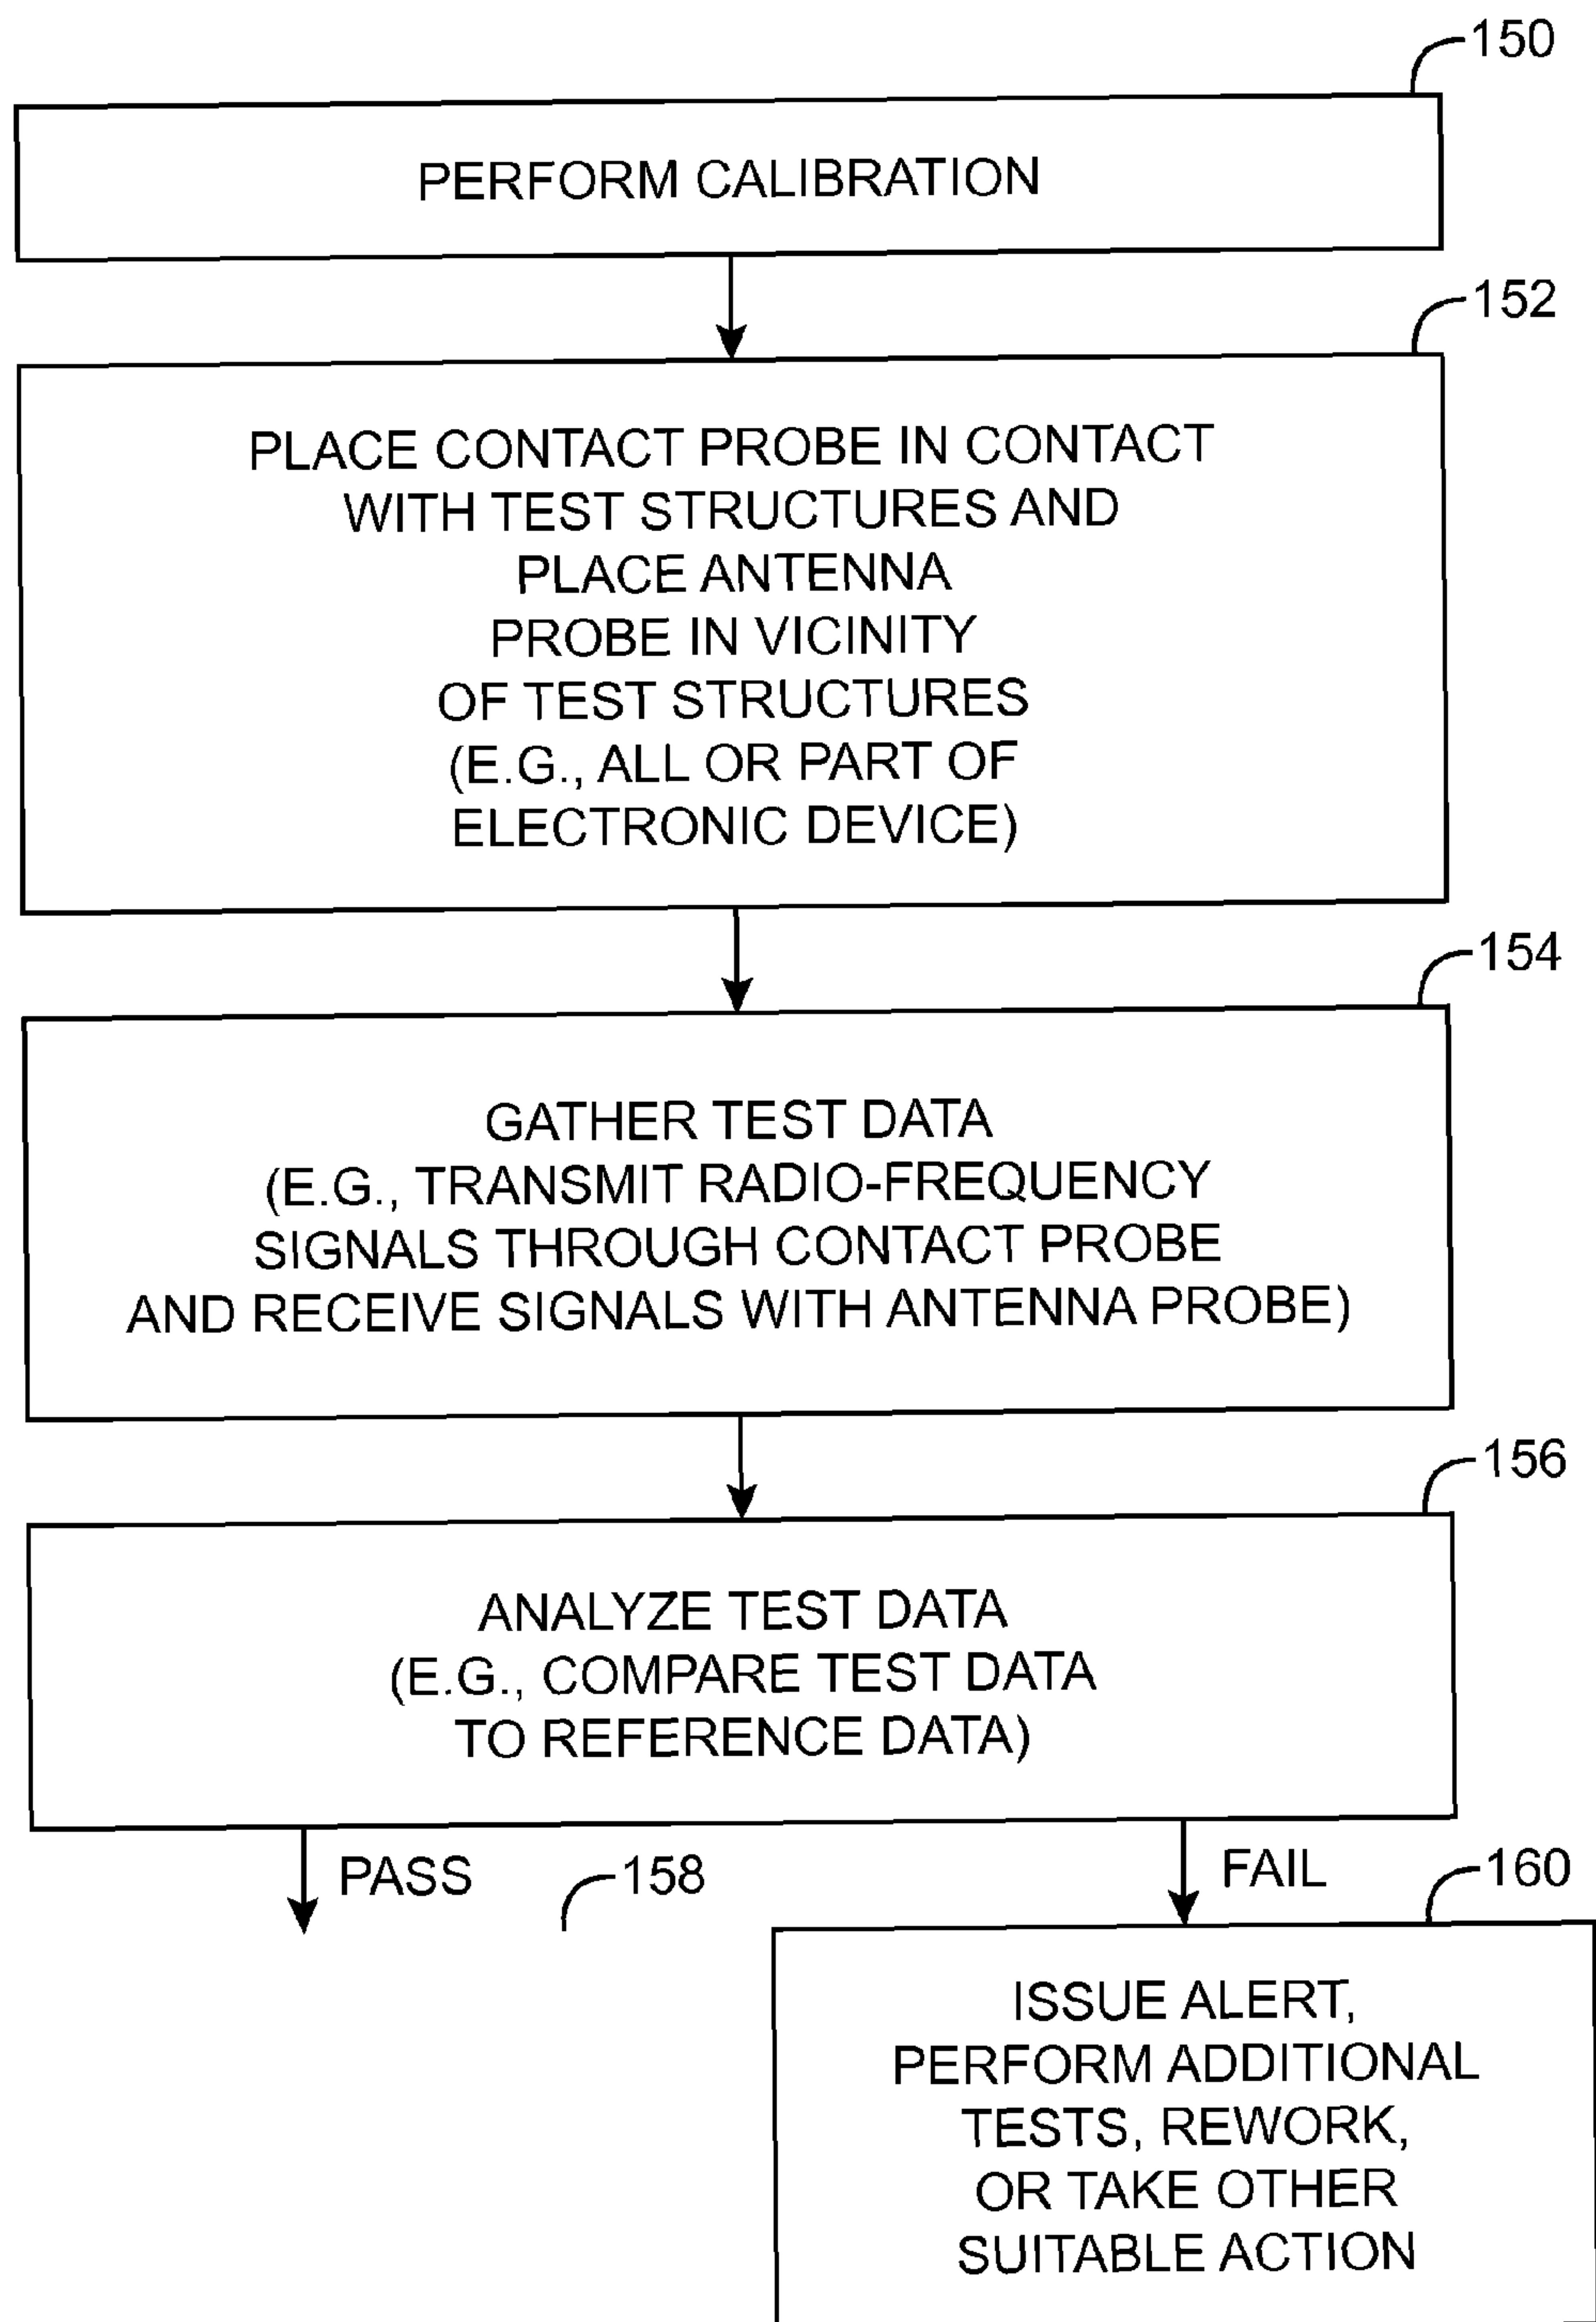 150
PERFORM CALIBRATION
152
PLACE CONTACT PROBE IN CONTACT
WITH TEST STRUCTURES AND
PLACE ANTENNA
PROBE IN VICINITY
OF TEST STRUCTURES
(E.G., ALL OR PART OF
ELECTRONIC DEVICE)
154
GATHER TEST DATA
(E.G., TRANSMIT RADIO-FREQUENCY
SIGNALS THROUGH CONTACT PROBE
AND RECEIVE SIGNALS WITH ANTENNA PROBE)
156
ANALYZE TEST DATA
(E.G., COMPARE TEST DATA
TO REFERENCE DATA)
PASS
158
FAIL
160
ISSUE ALERT,
PERFORM ADDITIONAL
TESTS, REWORK,
OR TAKE OTHER
SUITABLE ACTION